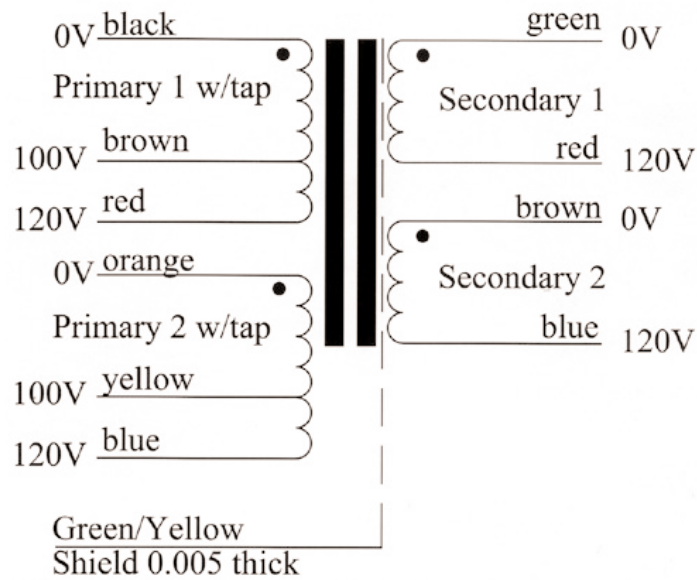 0V black
Primary 1 w/tap
100V brown
120V red
0V orange
Primary 2 w/tap
100V yellow
120V blue
Green/Yellow
Shield 0.005 thick
green 0V
Secondary 1
red 120V
brown 0V
Secondary 2
blue 120V